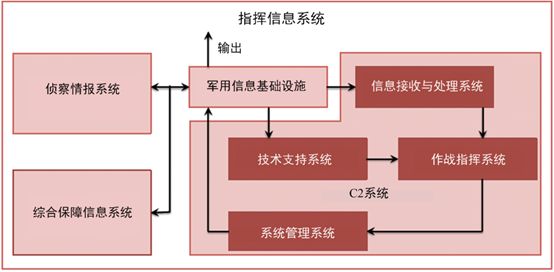 指挥信息系统
输出
侦察情报系统
军用信息基础设施
信息接收与处理系统
技术支持系统
作战指挥系统
C2系统
综合保障信息系统
系统管理系统